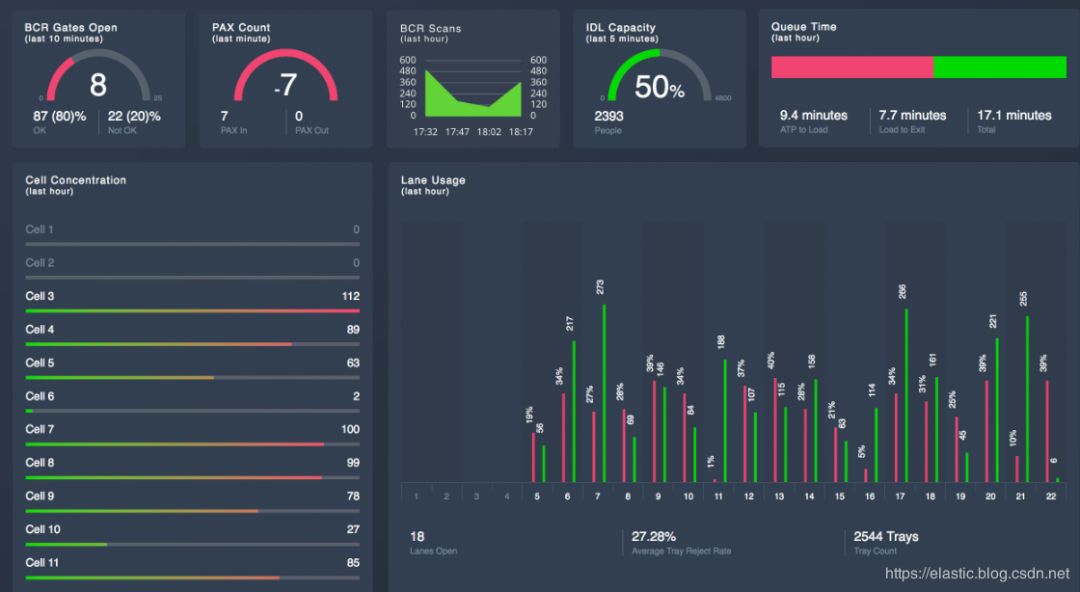 BCR Gates Open
(last 10 minutes)
8
0 25
87 (80)% 22 (20)%
OK Not OK
PAX Count
(last minute)
-7
7 0
PAX In PAX Out
BCR Scans
(last hour)
600 600
480 480
360 360
240 240
120 120
0 0
17:32 17:47 18:02 18:17
IDL Capacity
(last 5 minutes)
50%
0 4800
2393
People
Queue Time
(last hour)
9.4 minutes 7.7 minutes 17.1 minutes
ATP to Load Load to Exit Total
Cell Concentration
(last hour)
Cell 1 0
Cell 2 0
Cell 3 112
Cell 4 89
Cell 5 63
Cell 6 2
Cell 7 100
Cell 8 99
Cell 9 78
Cell 10 27
Cell 11 85
Lane Usage
(last hour)
19% 56 34% 217 27% 273 28% 69 39% 146 34% 84 1% 188 37% 107 40% 115 28% 158 21% 63 5% 114 34% 266 31% 161 25% 45 39% 221 10% 255 39% 6
1 2 3 4 5 6 7 8 9 10 11 12 13 14 15 16 17 18 19 20 21 22
18 27.28% 2544 Trays
Lanes Open Average Tray Reject Rate Tray Count
https://elastic.blog.csdn.net